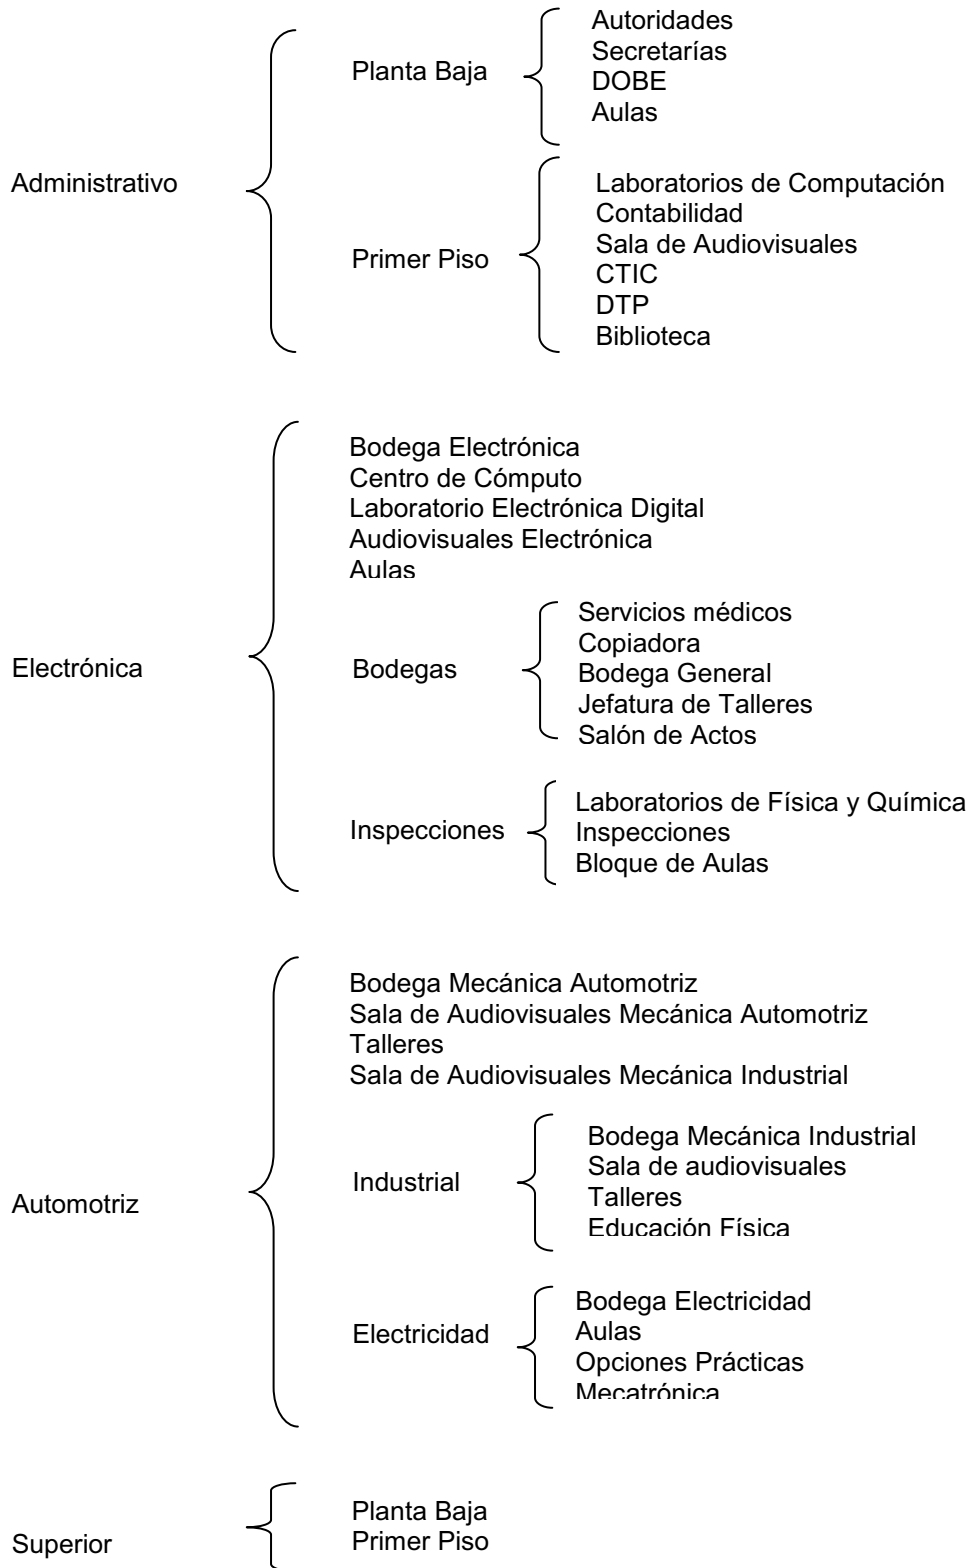 Administrativo
Planta Baja
Autoridades
Secretarías
DOBE
Aulas
Primer Piso
Laboratorios de Computación
Contabilidad
Sala de Audiovisuales
CTIC
DTP
Biblioteca
Electrónica
Bodega Electrónica
Centro de Cómputo
Laboratorio Electrónica Digital
Audiovisuales Electrónica
Aulas
Bodegas
Servicios médicos
Copiadora
Bodega General
Jefatura de Talleres
Salón de Actos
Inspecciones
Laboratorios de Física y Química
Inspecciones
Bloque de Aulas
Automotriz
Bodega Mecánica Automotriz
Sala de Audiovisuales Mecánica Automotriz
Talleres
Sala de Audiovisuales Mecánica Industrial
Industrial
Bodega Mecánica Industrial
Sala de audiovisuales
Talleres
Educación Física
Electricidad
Bodega Electricidad
Aulas
Opciones Prácticas
Mecatrónica
Superior
Planta Baja
Primer Piso